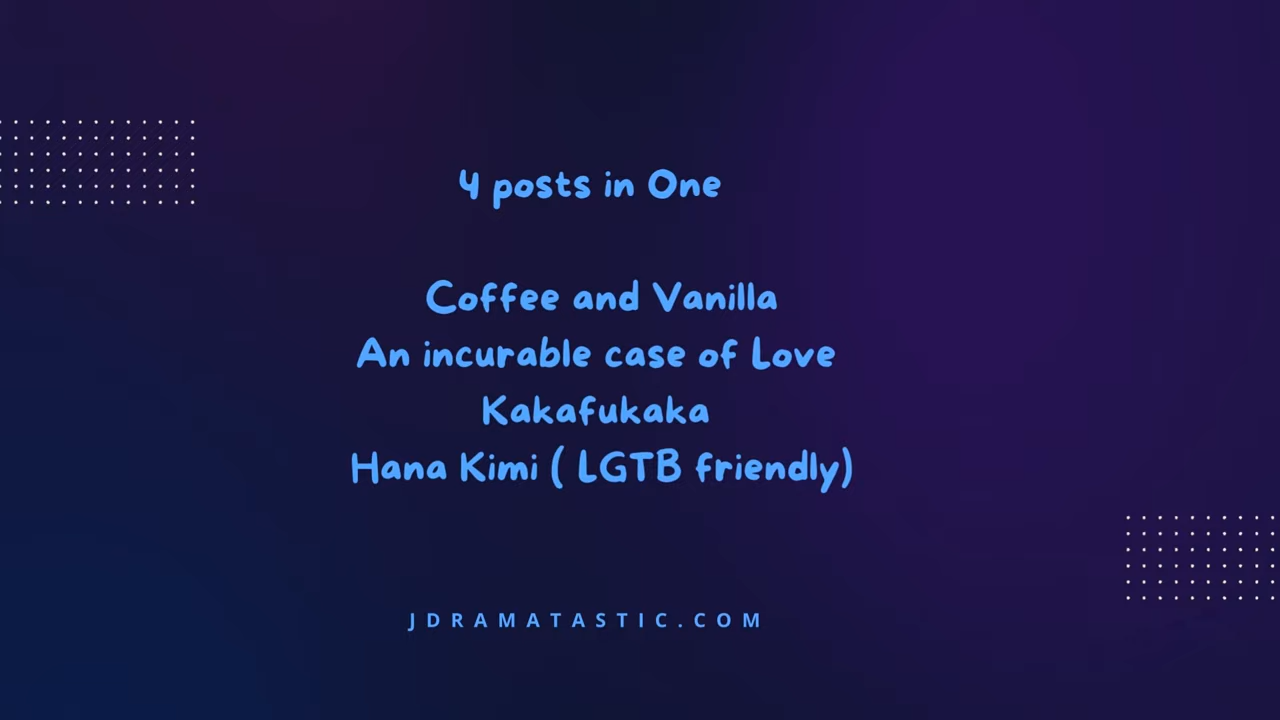 4 posts in One
Coffee and Vanilla
An incurable case of Love
Kakafukaka
Hana Kimi ( LGTB friendly)
JDRAMATASTIC.COM